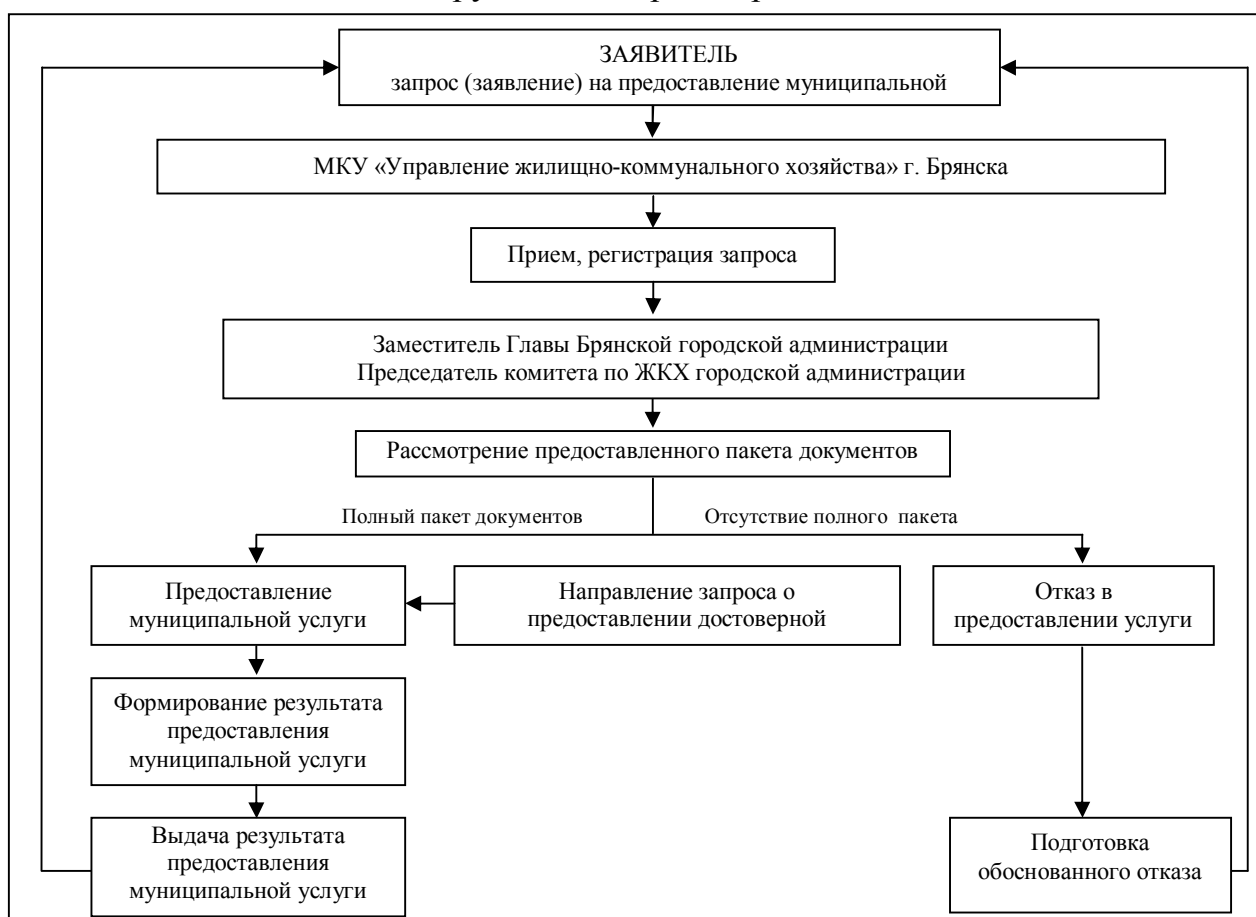 ЗАЯВИТЕЛЬ
запрос (заявление) на предоставление муниципальной
МКУ «Управление жилищно-коммунального хозяйства» г. Брянска
Прием, регистрация запроса
Заместитель Главы Брянской городской администрации
Председатель комитета по ЖКХ городской администрации
Рассмотрение предоставленного пакета документов
Полный пакет документов
Отсутствие полного пакета
Предоставление
муниципальной услуги
Направление запроса о
предоставлении достоверной
Отказ в
предоставлении услуги
Формирование результата
предоставления
муниципальной услуги
Выдача результата
предоставления
муниципальной услуги
Подготовка
обоснованного отказа